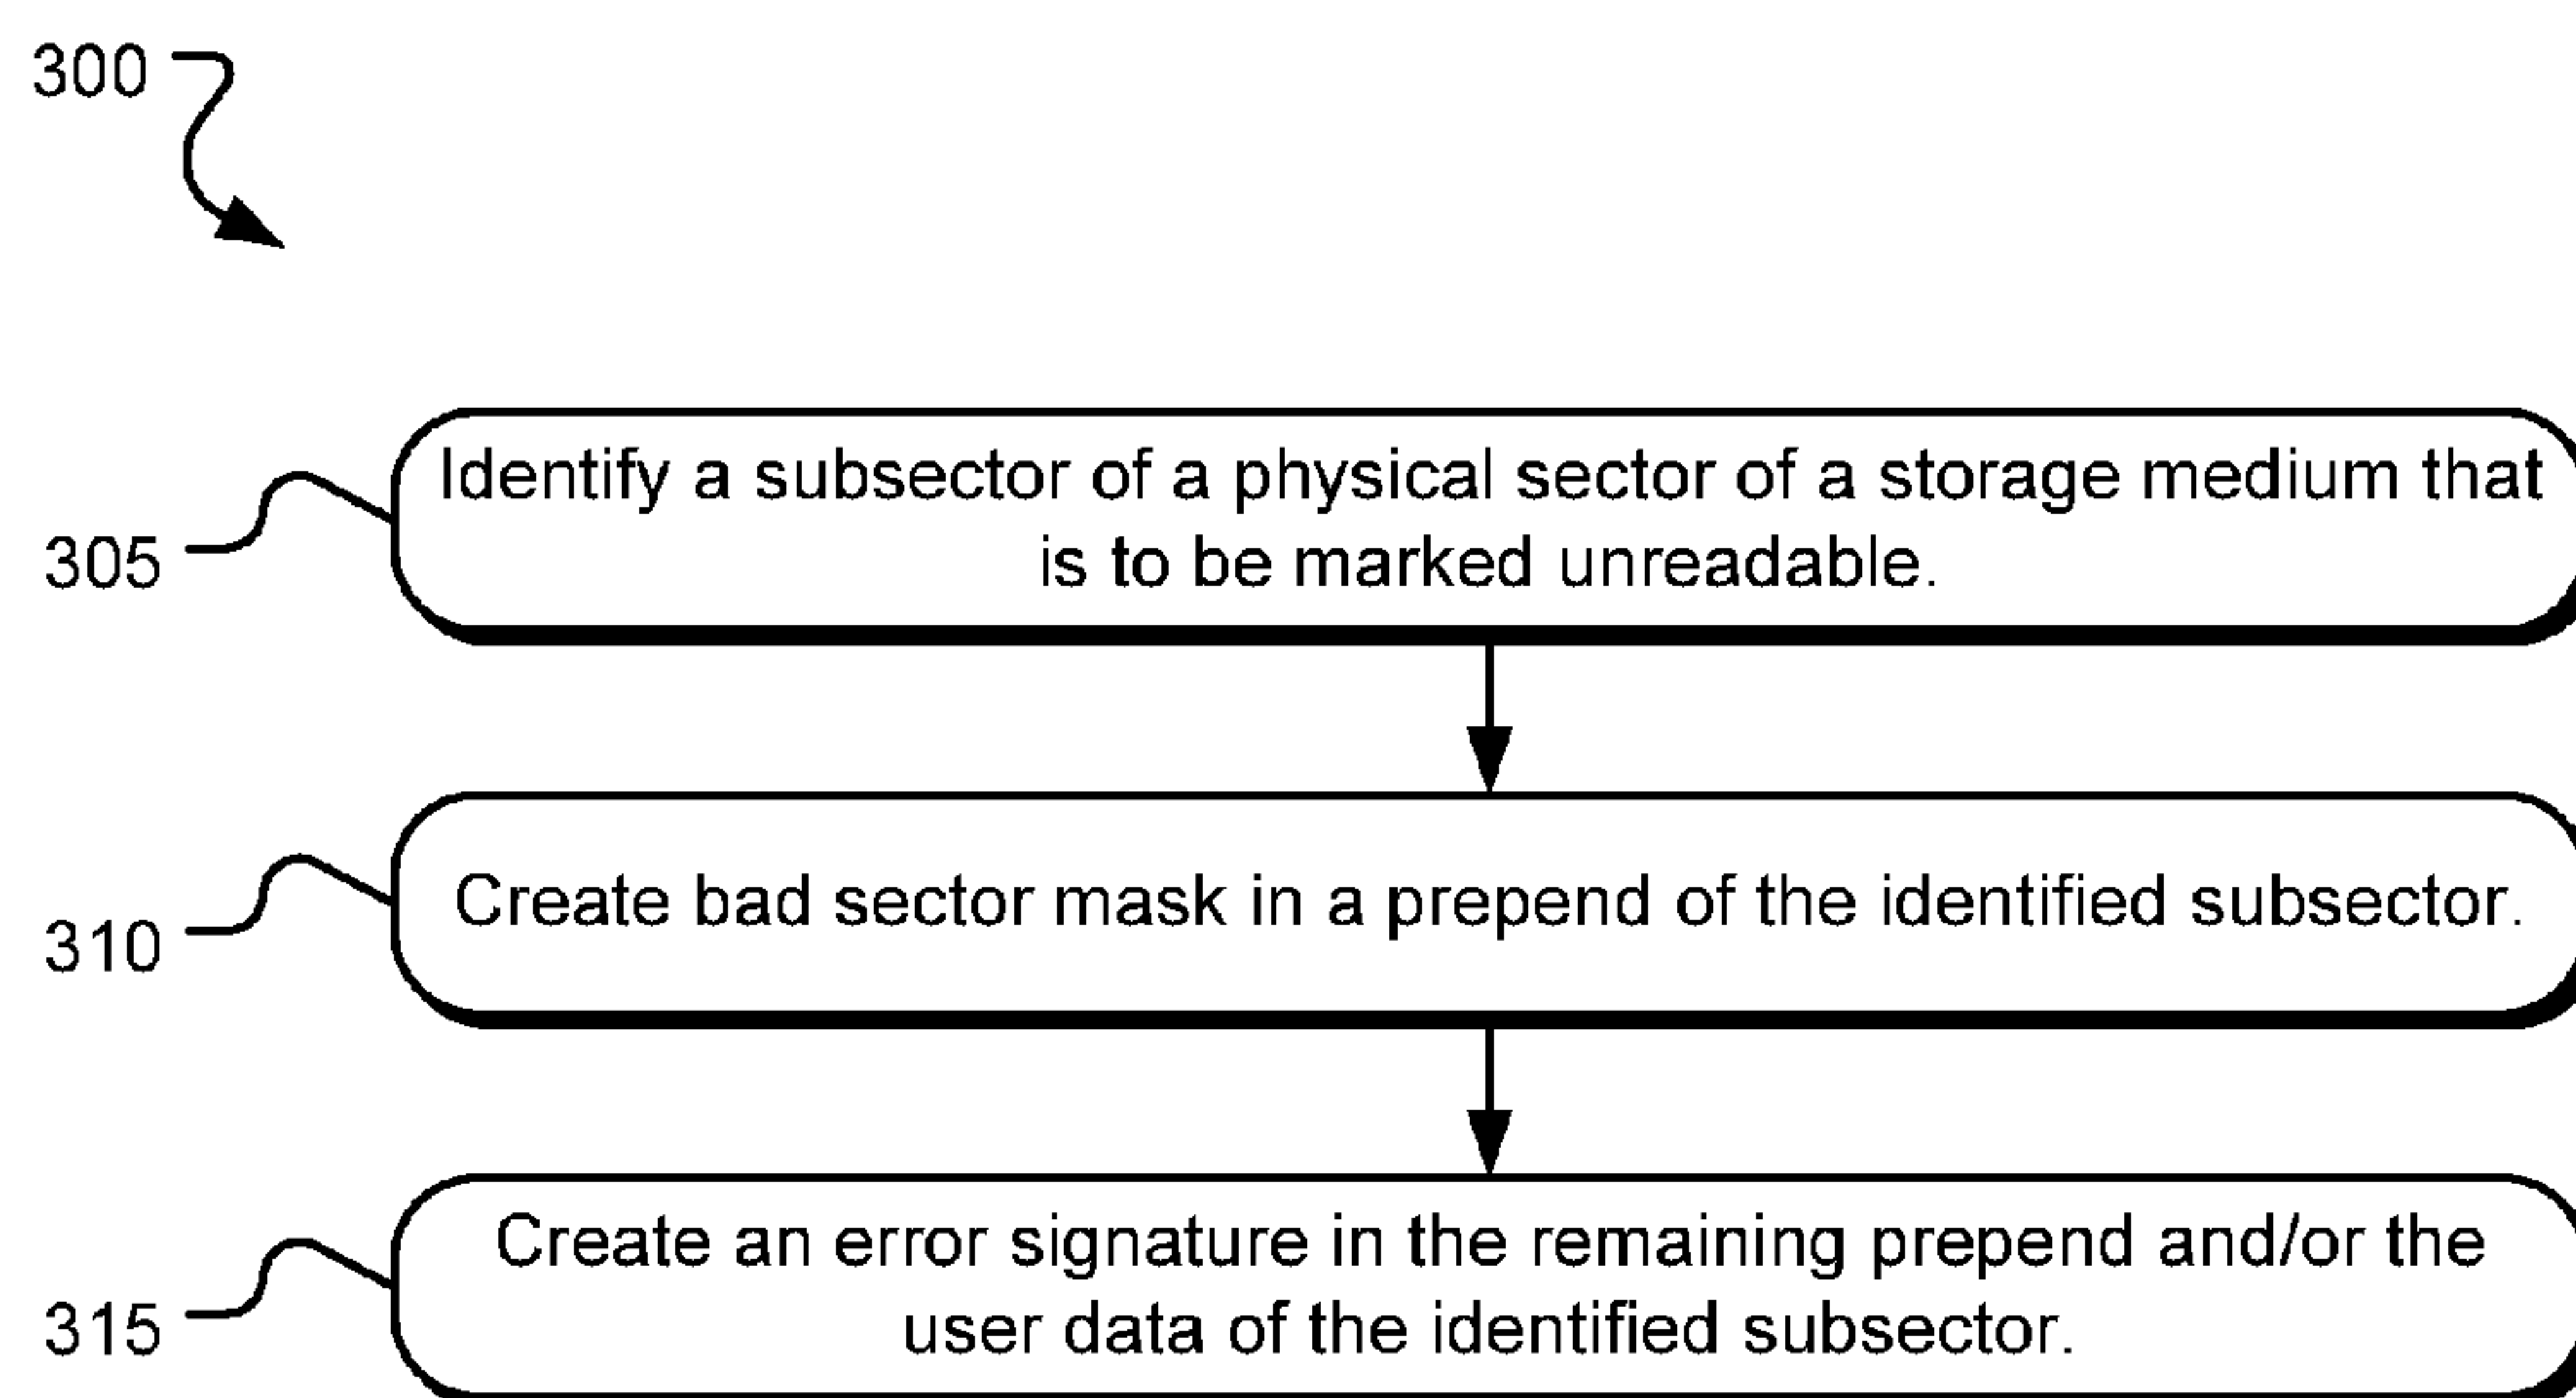 300
305
Identify a subsector of a physical sector of a storage medium that
is to be marked unreadable.
310
Create bad sector mask in a prepend of the identified subsector.
315
Create an error signature in the remaining prepend and/or the
user data of the identified subsector.